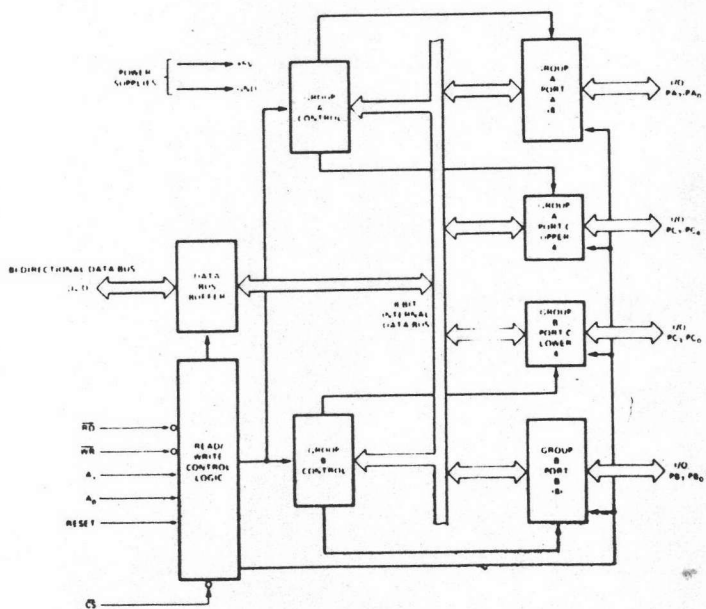 POWER
SUPPLIES
+5V
GND
GROUP
A
CONTROL
GROUP
A
PORT
A
(8)
I/O
PA7-PA0
GROUP
A
PORT C
UPPER
4
I/O
PC7-PC4
BIDIRECTIONAL DATA BUS
DATA
BUS
BUFFER
8-BIT
INTERNAL
DATA BUS
GROUP
B
PORT C
LOWER
4
I/O
PC3-PC0
RD
WR
A1
A0
RESET
CS
READ/
WRITE
CONTROL
LOGIC
GROUP
B
CONTROL
GROUP
B
PORT
B
(8)
I/O
PB7-PB0